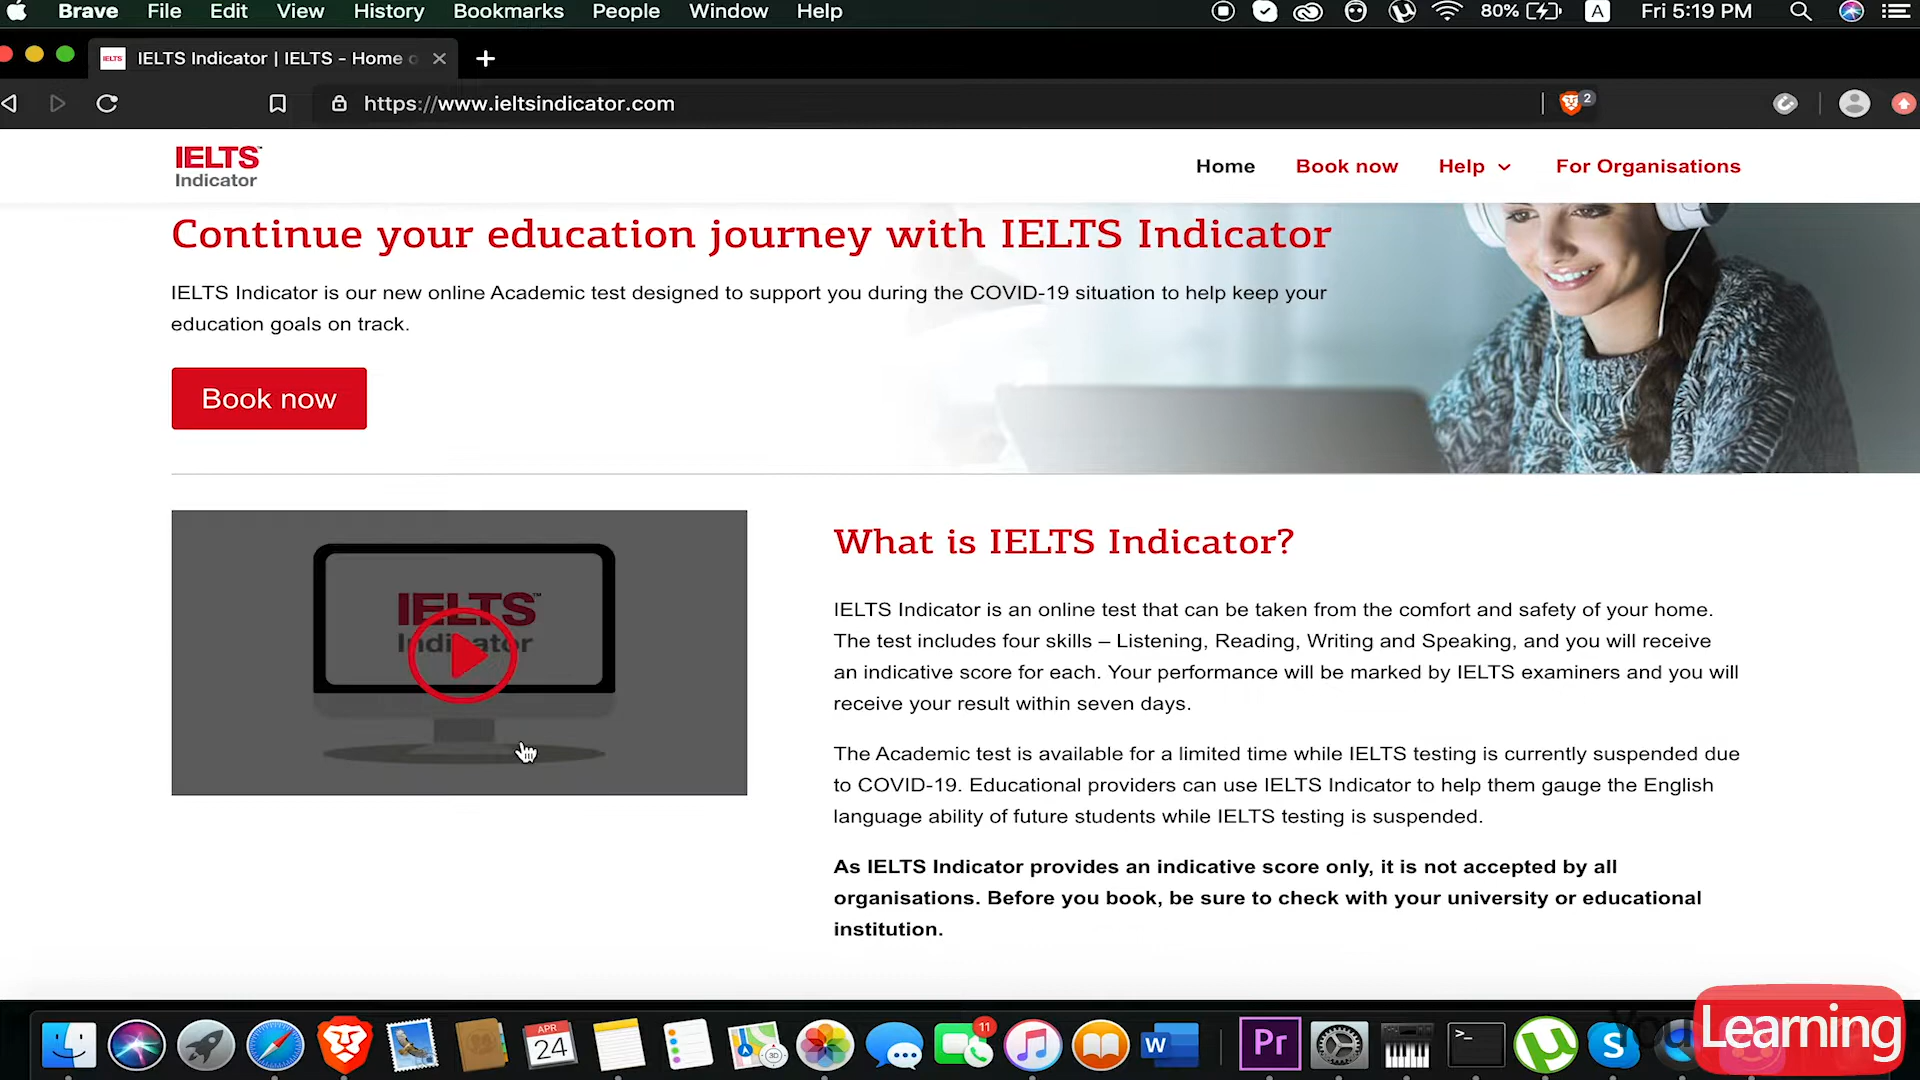 Brave File Edit View History Bookmarks People Window Help 80% A Fri 5:19 PM
IELTS IELTS Indicator | IELTS - Home
https://www.ieltsindicator.com 2
IELTS™
Indicator
Home Book now Help For Organisations
Continue your education journey with IELTS Indicator
IELTS Indicator is our new online Academic test designed to support you during the COVID-19 situation to help keep your
education goals on track.
Book now
IELTS™
Indicator
What is IELTS Indicator?
IELTS Indicator is an online test that can be taken from the comfort and safety of your home.
The test includes four skills – Listening, Reading, Writing and Speaking, and you will receive
an indicative score for each. Your performance will be marked by IELTS examiners and you will
receive your result within seven days.
The Academic test is available for a limited time while IELTS testing is currently suspended due
to COVID-19. Educational providers can use IELTS Indicator to help them gauge the English
language ability of future students while IELTS testing is suspended.
As IELTS Indicator provides an indicative score only, it is not accepted by all
organisations. Before you book, be sure to check with your university or educational
institution.
APR
24
3D
11
W
Pr
>_
µ
S
You Learning